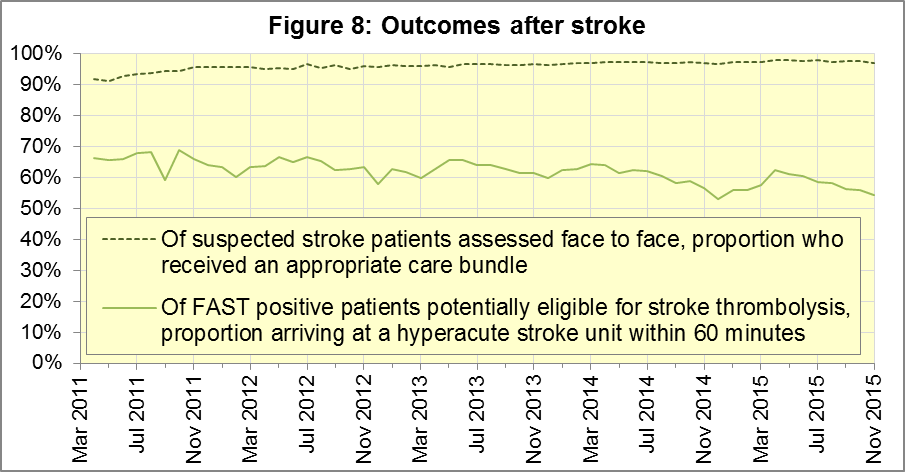 Figure 8: Outcomes after stroke
100%
90%
80%
70%
60%
50%
40%
30%
20%
10%
0%
Of suspected stroke patients assessed face to face, proportion who
received an appropriate care bundle
Of FAST positive patients potentially eligible for stroke thrombolysis,
proportion arriving at a hyperacute stroke unit within 60 minutes
Mar 2011
Jul 2011
Nov 2011
Mar 2012
Jul 2012
Nov 2012
Mar 2013
Jul 2013
Nov 2013
Mar 2014
Jul 2014
Nov 2014
Mar 2015
Jul 2015
Nov 2015